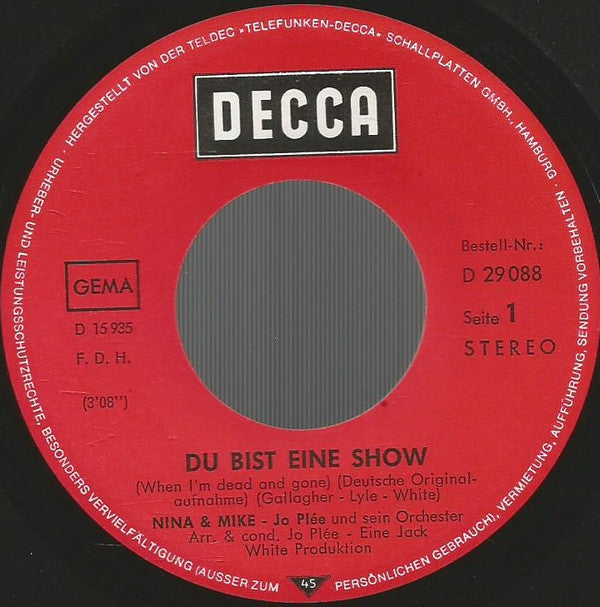 · HERGESTELLT VON DER TELDEC »TELEFUNKEN-DECCA« SCHALLPLATTEN GMBH., HAMBURG ·
URHEBER- UND LEISTUNGSSCHUTZRECHTE, BESONDERS VERVIELFÄLTIGUNG (AUSSER ZUM PERSÖNLICHEN GEBRAUCH), VERMIETUNG, AUFFÜHRUNG, SENDUNG VORBEHALTEN
DECCA
Bestell-Nr.:
D 29 088
GEMA
Seite 1
D 15 935
STEREO
F. D. H.
(3'08")
DU BIST EINE SHOW
(When I'm dead and gone) (Deutsche Original-
aufnahme) (Gallagher - Lyle - White)
NINA & MIKE - Jo Plée und sein Orchester
Arr. & cond. Jo Plée - Eine Jack
White Produktion
45